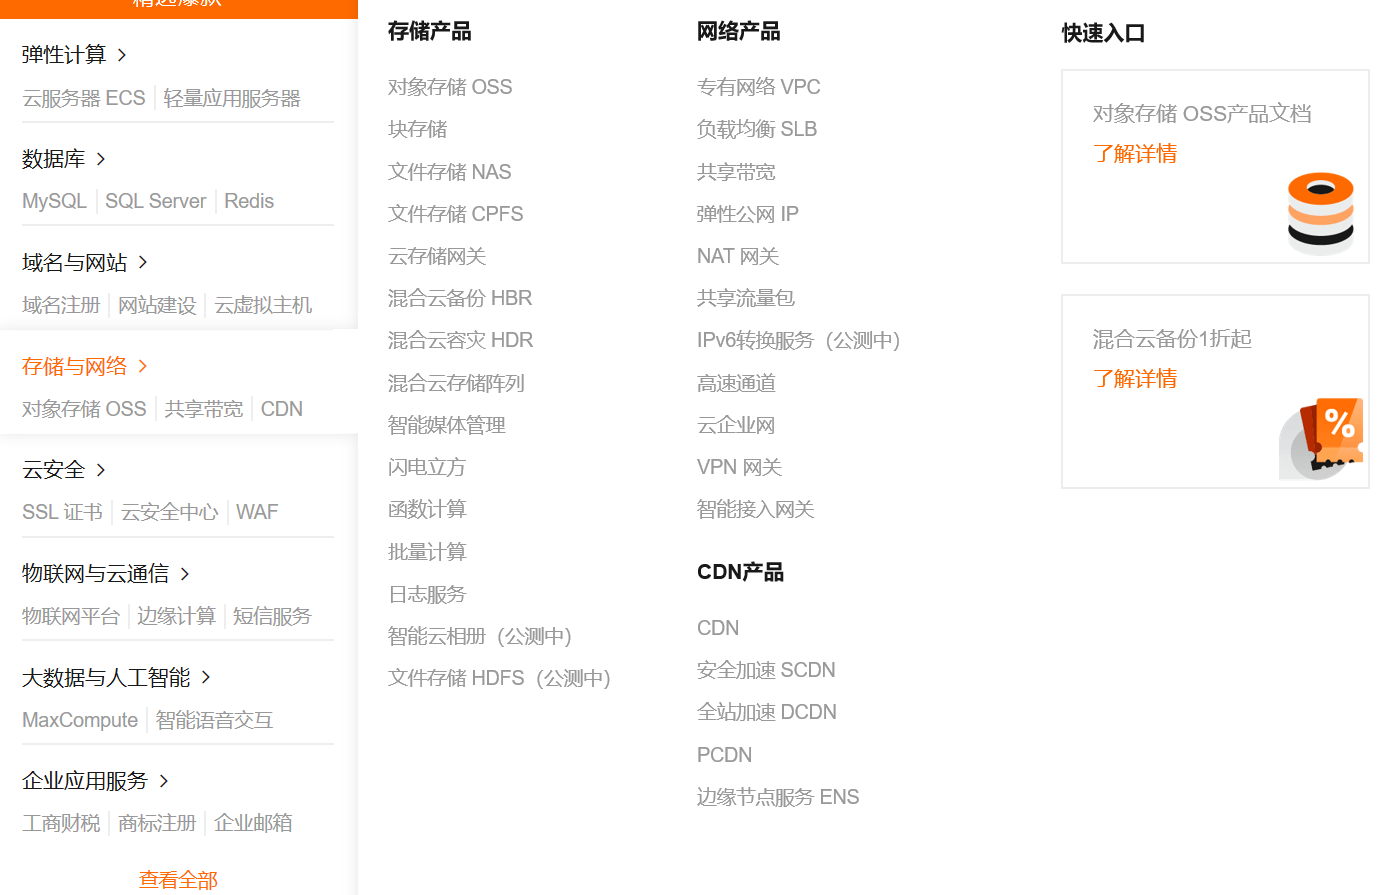 精选爆款
弹性计算
云服务器 ECS 轻量应用服务器
数据库
MySQL SQL Server Redis
域名与网站
域名注册 网站建设 云虚拟主机
存储与网络
对象存储 OSS 共享带宽 CDN
云安全
SSL 证书 云安全中心 WAF
物联网与云通信
物联网平台 边缘计算 短信服务
大数据与人工智能
MaxCompute 智能语音交互
企业应用服务
工商财税 商标注册 企业邮箱
查看全部
存储产品
对象存储 OSS
块存储
文件存储 NAS
文件存储 CPFS
云存储网关
混合云备份 HBR
混合云容灾 HDR
混合云存储阵列
智能媒体管理
闪电立方
函数计算
批量计算
日志服务
智能云相册（公测中）
文件存储 HDFS（公测中）
网络产品
专有网络 VPC
负载均衡 SLB
共享带宽
弹性公网 IP
NAT 网关
共享流量包
IPv6转换服务（公测中）
高速通道
云企业网
VPN 网关
智能接入网关
CDN产品
CDN
安全加速 SCDN
全站加速 DCDN
PCDN
边缘节点服务 ENS
快速入口
对象存储 OSS产品文档
了解详情
混合云备份1折起
了解详情
%